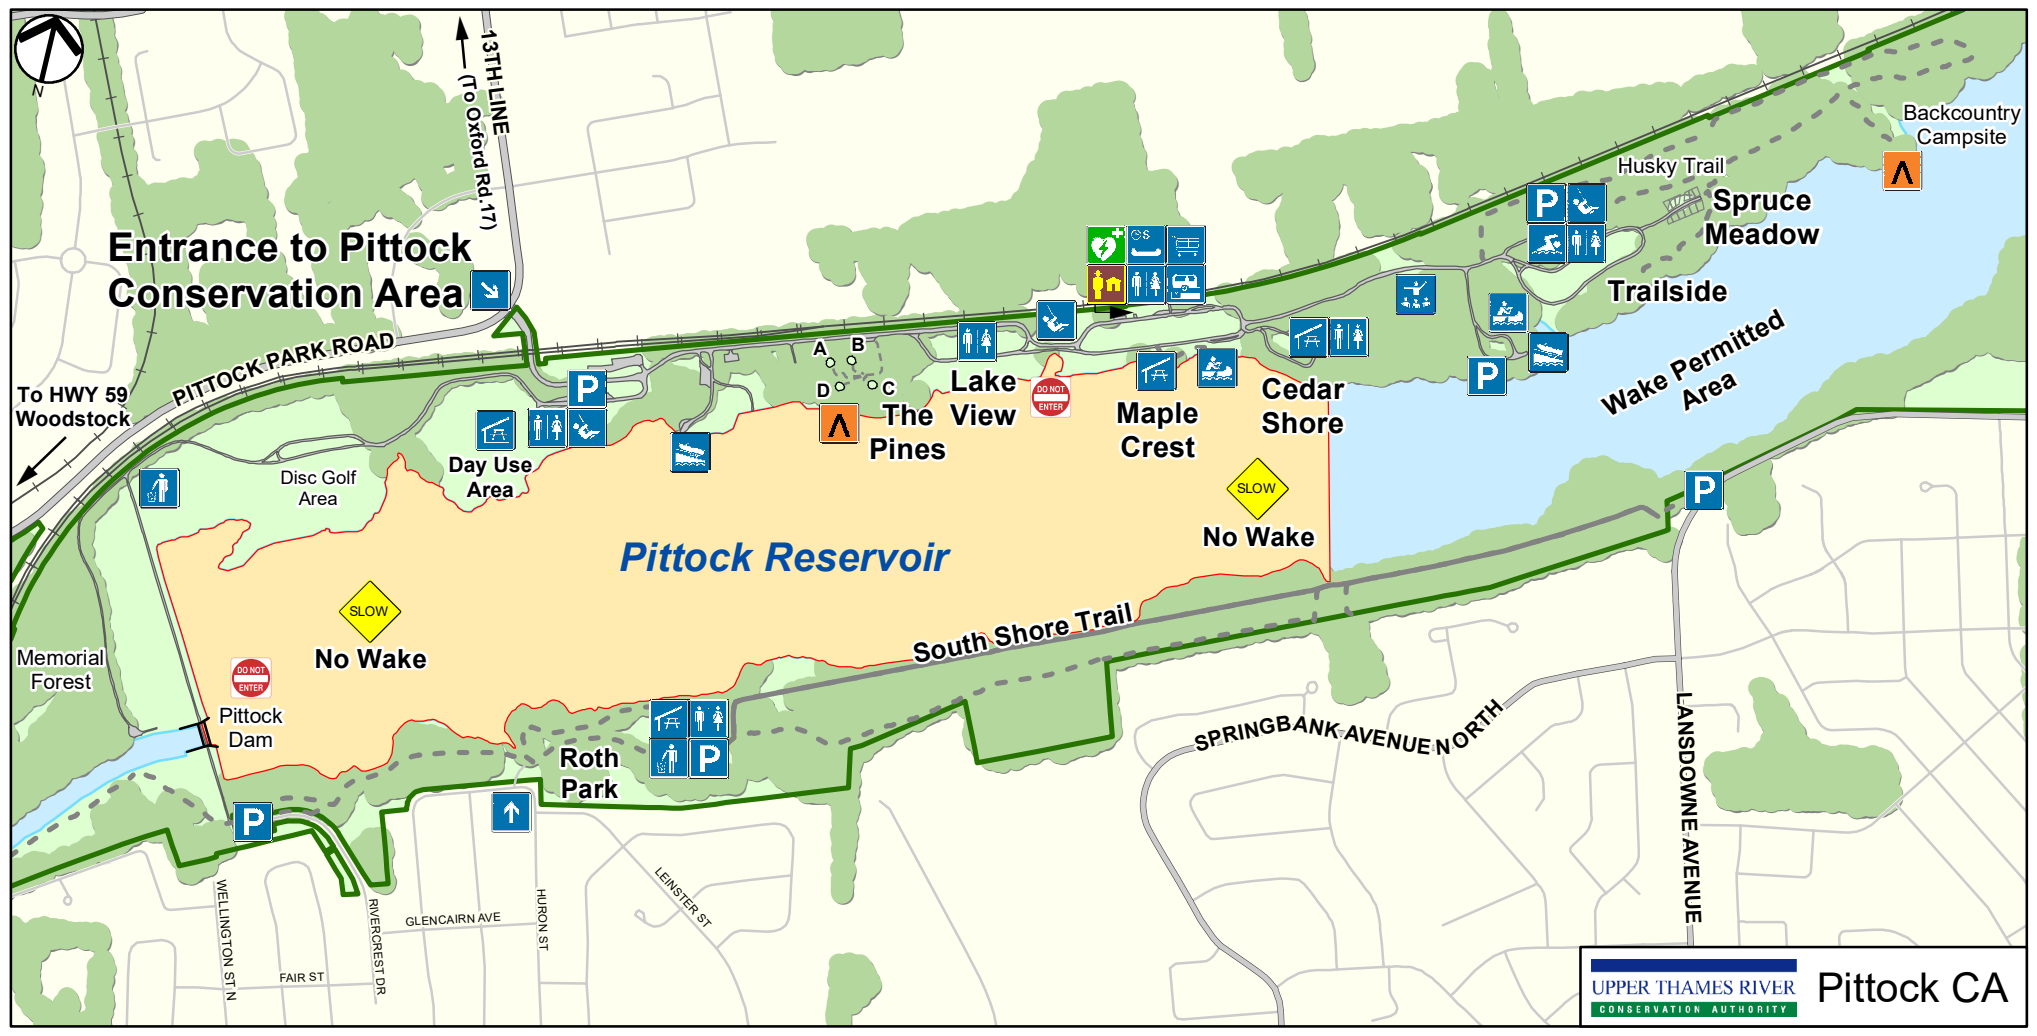 N
13TH LINE
(To Oxford Rd.17)
Entrance to Pittock
Conservation Area
PITTOCK PARK ROAD
To HWY 59
Woodstock
Disc Golf
Area
Day Use
Area
P
A
B
C
D
The
Pines
Lake
View
DO NOT
ENTER
$
Maple
Crest
Cedar
Shore
P
P
Husky Trail
Spruce
Meadow
Trailside
Backcountry
Campsite
Wake Permitted
Area
SLOW
No Wake
Pittock Reservoir
SLOW
No Wake
DO NOT
ENTER
Memorial
Forest
Pittock
Dam
South Shore Trail
P
Roth
Park
P
P
SPRINGBANK AVENUE NORTH
LANSDOWNE AVENUE
WELLINGTON ST N
RIVERCREST DR
GLENCAIRN AVE
FAIR ST
HURON ST
LEINSTER ST
UPPER THAMES RIVER
CONSERVATION AUTHORITY
Pittock CA